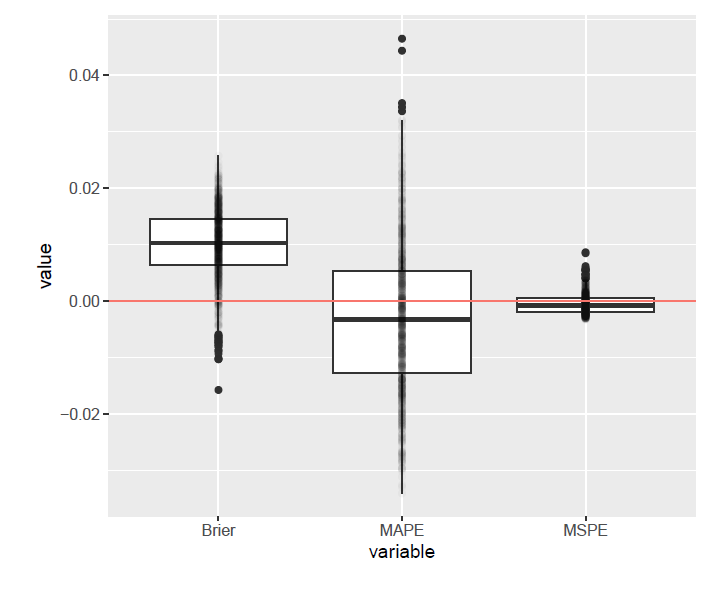 0.04
0.02
0.00
−0.02
value
Brier MAPE MSPE
variable